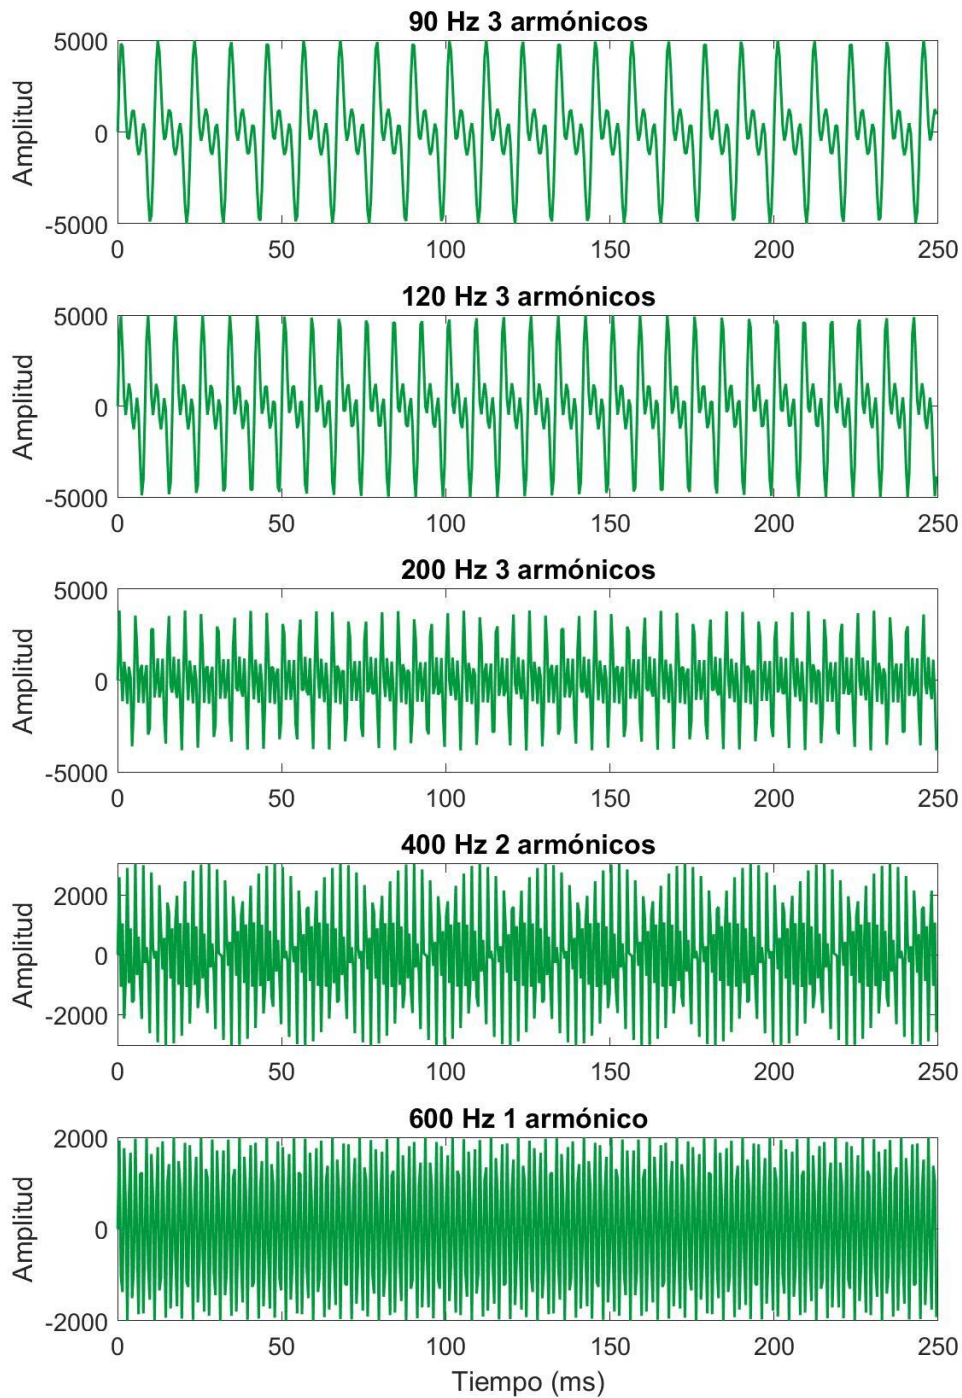 90 Hz 3 armónicos
5000
0
-5000
Amplitud
0 50 100 150 200 250
120 Hz 3 armónicos
5000
0
-5000
Amplitud
0 50 100 150 200 250
200 Hz 3 armónicos
5000
0
-5000
Amplitud
0 50 100 150 200 250
400 Hz 2 armónicos
2000
0
-2000
Amplitud
0 50 100 150 200 250
600 Hz 1 armónico
2000
0
-2000
Amplitud
0 50 100 150 200 250
Tiempo (ms)